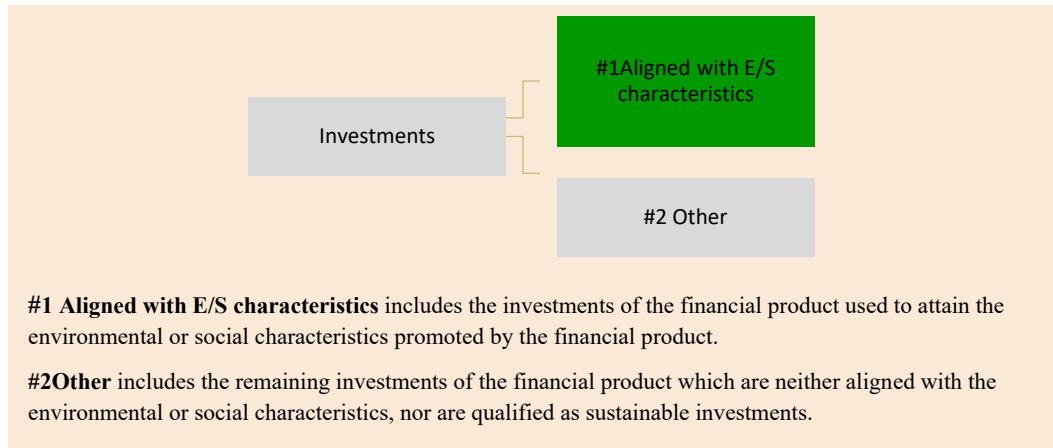 #1Aligned with E/S
characteristics
Investments
#2 Other
#1 Aligned with E/S characteristics includes the investments of the financial product used to attain the
environmental or social characteristics promoted by the financial product.
#2Other includes the remaining investments of the financial product which are neither aligned with the
environmental or social characteristics, nor are qualified as sustainable investments.